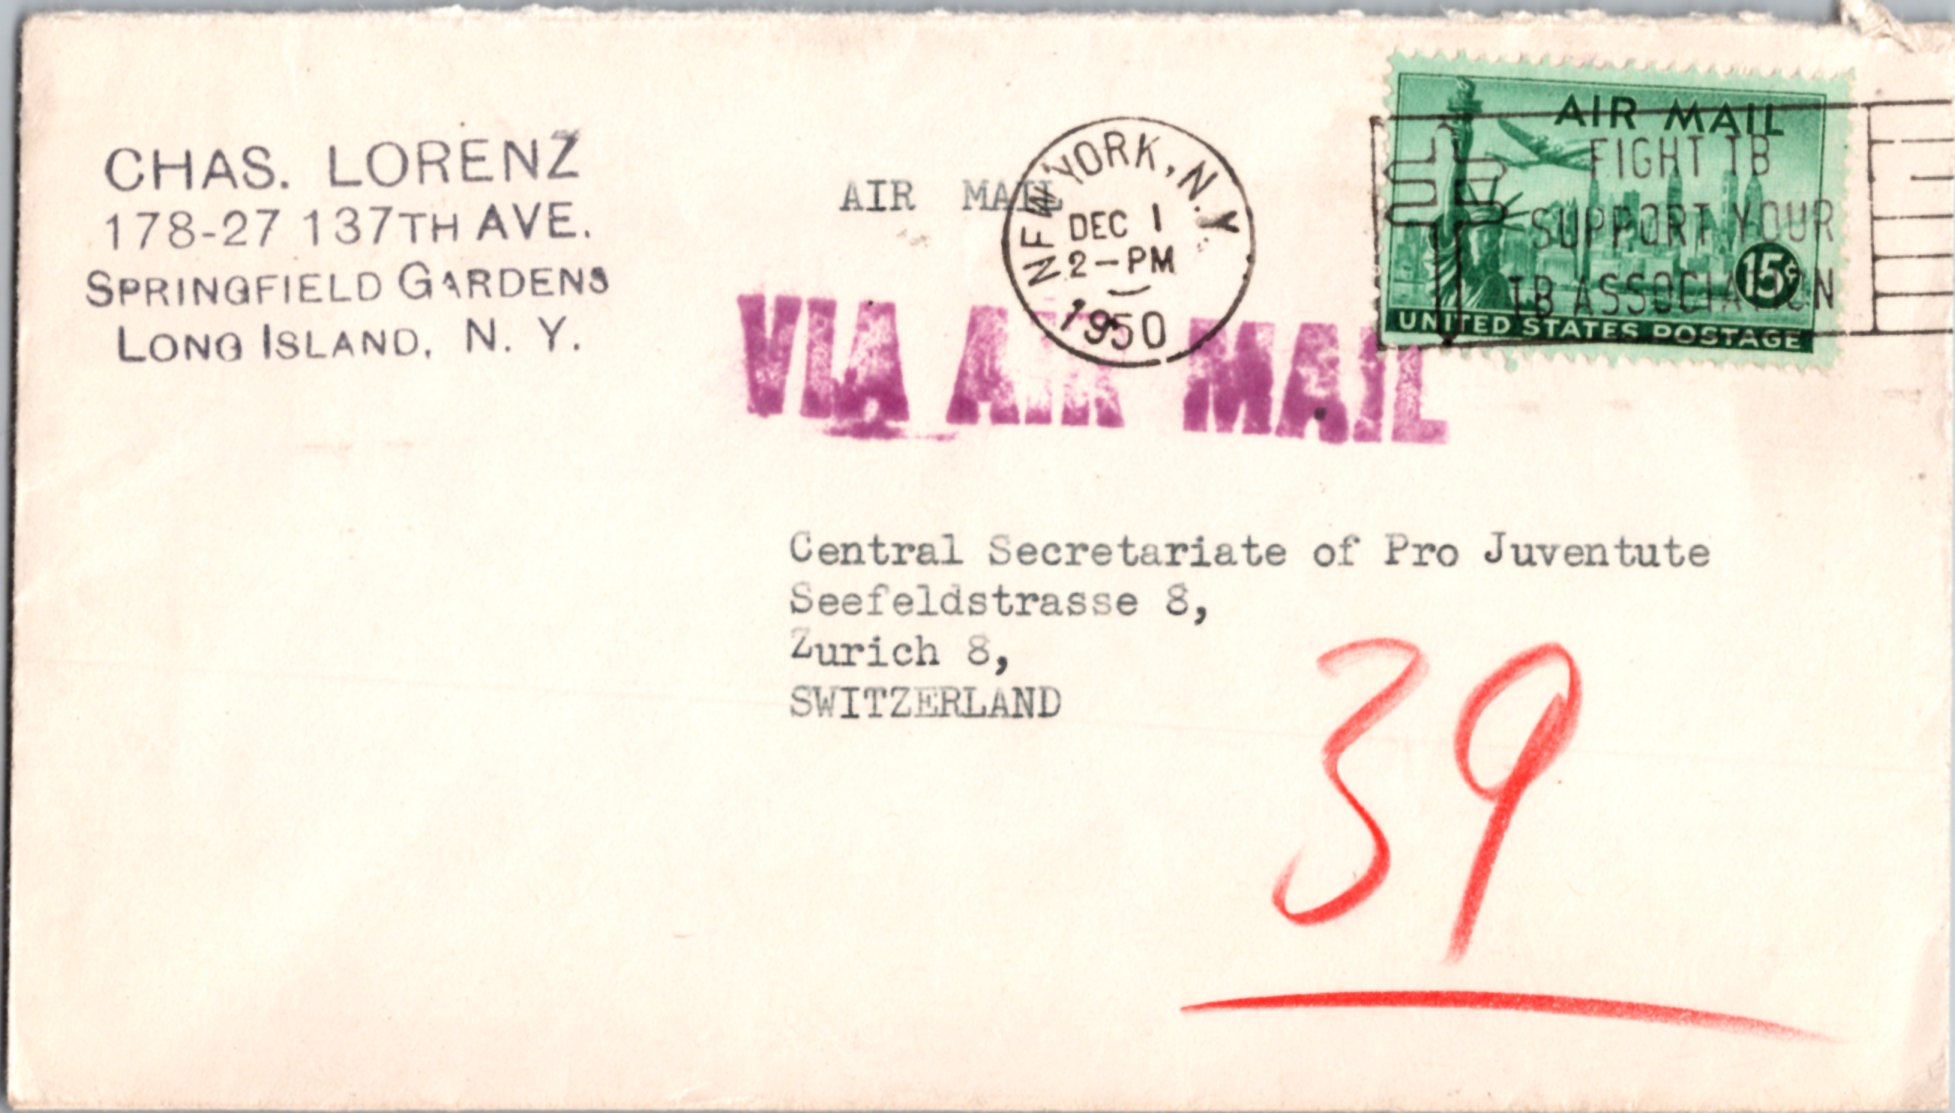 CHAS. LORENZ
178-27 137TH AVE.
SPRINGFIELD GARDENS
LONG ISLAND, N. Y.
AIR MAIL
NEW YORK, N.Y.
DEC 1
2-PM
1950
AIR MAIL
FIGHT TB
SUPPORT YOUR
TB ASSOCIATION
15¢
UNITED STATES POSTAGE
VIA AIR MAIL
Central Secretariate of Pro Juventute
Seefeldstrasse 8,
Zurich 8,
SWITZERLAND
39